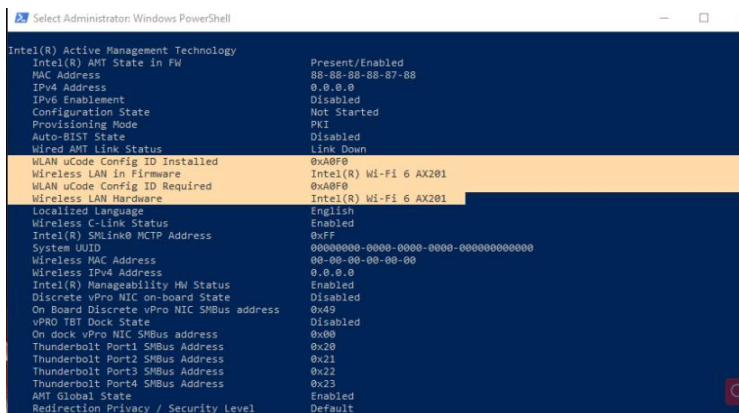 Select Administrator: Windows PowerShell
Intel(R) Active Management Technology
Intel(R) AMT State in FW Present/Enabled
MAC Address 88-88-88-88-87-88
IPv4 Address 0.0.0.0
IPv6 Enablement Disabled
Configuration State Not Started
Provisioning Mode PKI
Auto-BIST State Disabled
Wired AMT Link Status Link Down
WLAN uCode Config ID Installed 0xA0F0
Wireless LAN in Firmware Intel(R) Wi-Fi 6 AX201
WLAN uCode Config ID Required 0xA0F0
Wireless LAN Hardware Intel(R) Wi-Fi 6 AX201
Localized Language English
Wireless C-Link Status Enabled
Intel(R) SMLink0 MCTP Address 0xFF
System UUID 00000000-0000-0000-0000-000000000000
Wireless MAC Address 00-00-00-00-00-00
Wireless IPv4 Address 0.0.0.0
Intel(R) Manageability HW Status Enabled
Discrete vPro NIC on-board State Disabled
On Board Discrete vPro NIC SMBus address 0x49
vPRO TBT Dock State Disabled
On dock vPro NIC SMBus address 0x00
Thunderbolt Port1 SMBus Address 0x20
Thunderbolt Port2 SMBus Address 0x21
Thunderbolt Port3 SMBus Address 0x22
Thunderbolt Port4 SMBus Address 0x23
AMT Global State Enabled
Redirection Privacy / Security Level Default